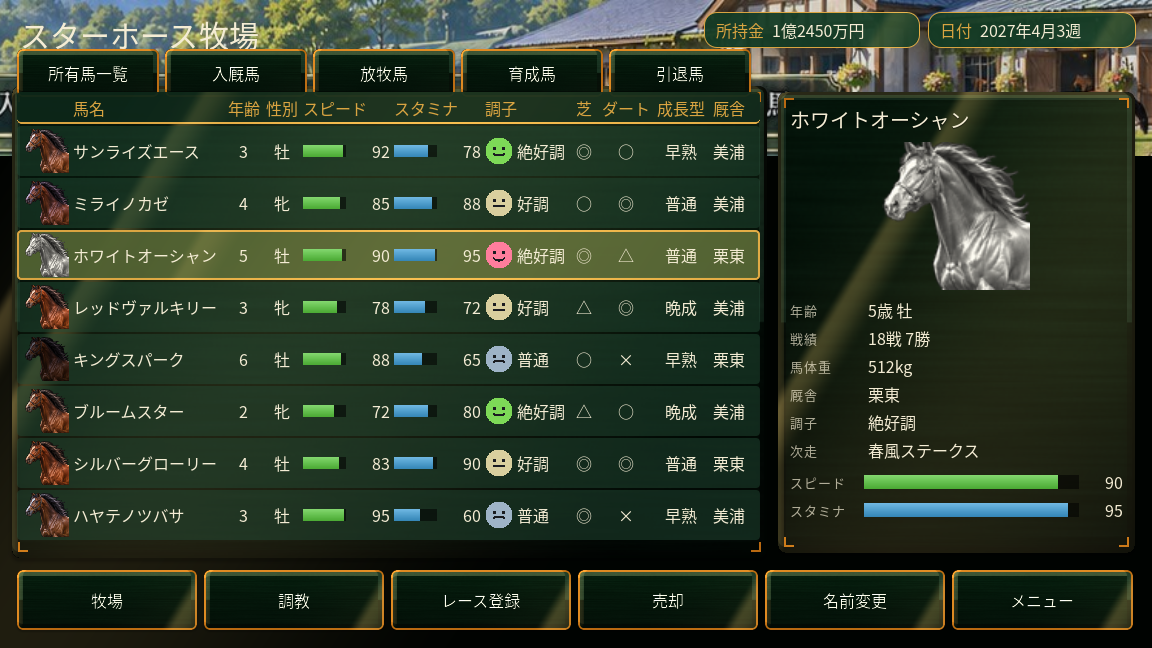 スターホース牧場
所持金 1億2450万円
日付 2027年4月3週
所有馬一覧 入厩馬 放牧馬 育成馬 引退馬
馬名 年齢 性別 スピード スタミナ 調子 芝 ダート 成長型 厩舎
サンライズエース 3 牡 92 78 絶好調 ◎ ○ 早熟 美浦
ミライノカゼ 4 牝 85 88 好調 ○ ◎ 普通 美浦
ホワイトオーシャン 5 牡 90 95 絶好調 ◎ △ 普通 栗東
レッドヴァルキリー 3 牝 78 72 好調 △ ◎ 晩成 美浦
キングスパーク 6 牡 88 65 普通 ○ × 早熟 栗東
ブルームスター 2 牝 72 80 絶好調 △ ○ 晩成 美浦
シルバーグローリー 4 牡 83 90 好調 ◎ ◎ 普通 栗東
ハヤテノツバサ 3 牡 95 60 普通 ◎ × 早熟 美浦
ホワイトオーシャン
年齢 5歳 牡
戦績 18戦 7勝
馬体重 512kg
厩舎 栗東
調子 絶好調
次走 春風ステークス
スピード 90
スタミナ 95
牧場 調教 レース登録 売却 名前変更 メニュー